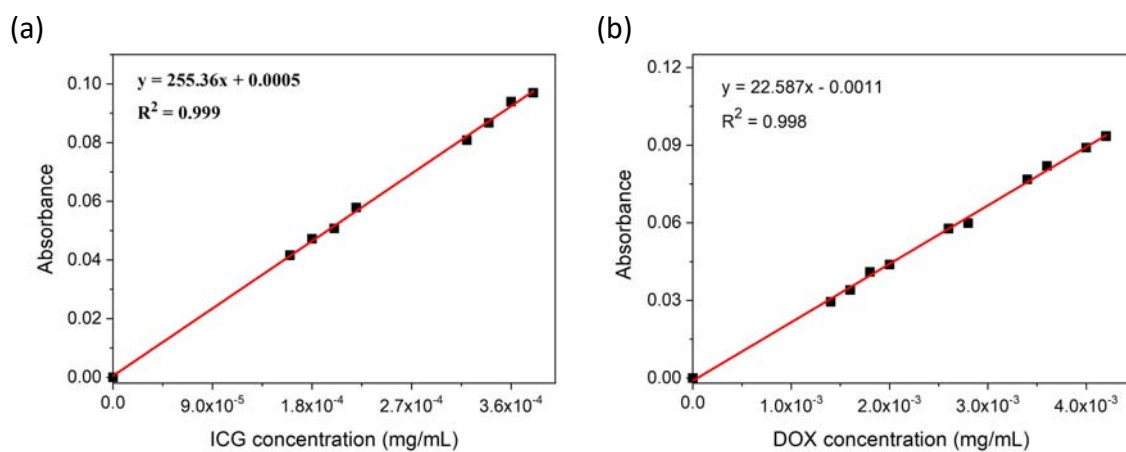 (a)
y = 255.36x + 0.0005
R² = 0.999
0.10
0.08
0.06
0.04
0.02
0.00
Absorbance
0.0
9.0x10⁻⁵
1.8x10⁻⁴
2.7x10⁻⁴
3.6x10⁻⁴
ICG concentration (mg/mL)
(b)
y = 22.587x - 0.0011
R² = 0.998
0.12
0.09
0.06
0.03
0.00
Absorbance
0.0
1.0x10⁻³
2.0x10⁻³
3.0x10⁻³
4.0x10⁻³
DOX concentration (mg/mL)